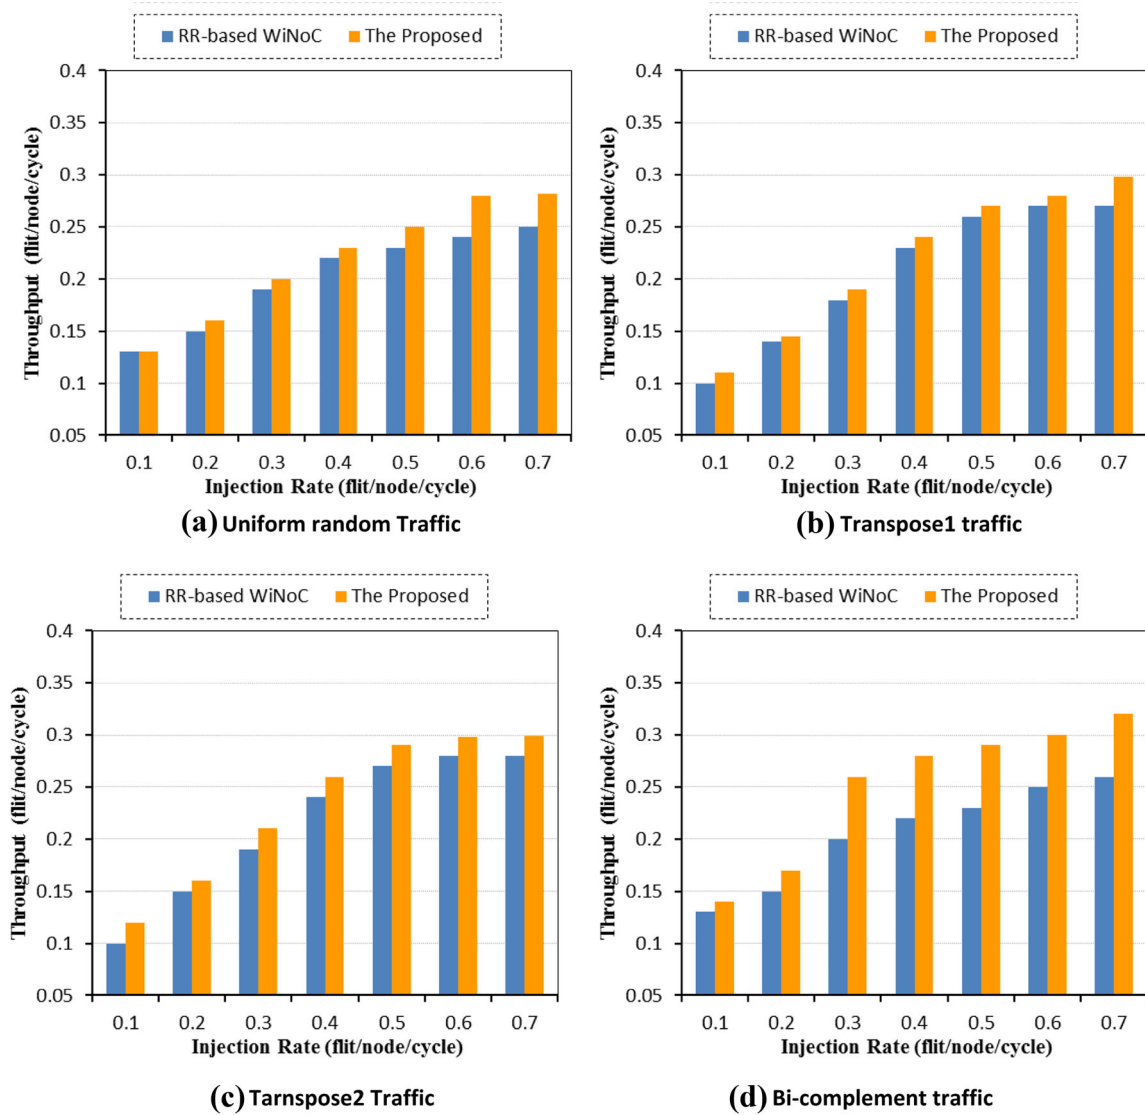 RR-based WiNoC The Proposed
0.4
0.35
0.3
0.25
0.2
0.15
0.1
0.05
Throughput (flit/node/cycle)
0.1 0.2 0.3 0.4 0.5 0.6 0.7
Injection Rate (flit/node/cycle)
(a) Uniform random Traffic
RR-based WiNoC The Proposed
0.4
0.35
0.3
0.25
0.2
0.15
0.1
0.05
Throughput (flit/node/cycle)
0.1 0.2 0.3 0.4 0.5 0.6 0.7
Injection Rate (flit/node/cycle)
(b) Transpose1 traffic
RR-based WiNoC The Proposed
0.4
0.35
0.3
0.25
0.2
0.15
0.1
0.05
Throughput (flit/node/cycle)
0.1 0.2 0.3 0.4 0.5 0.6 0.7
Injection Rate (flit/node/cycle)
(c) Tarnspose2 Traffic
RR-based WiNoC The Proposed
0.4
0.35
0.3
0.25
0.2
0.15
0.1
0.05
Throughput (flit/node/cycle)
0.1 0.2 0.3 0.4 0.5 0.6 0.7
Injection Rate (flit/node/cycle)
(d) Bi-complement traffic